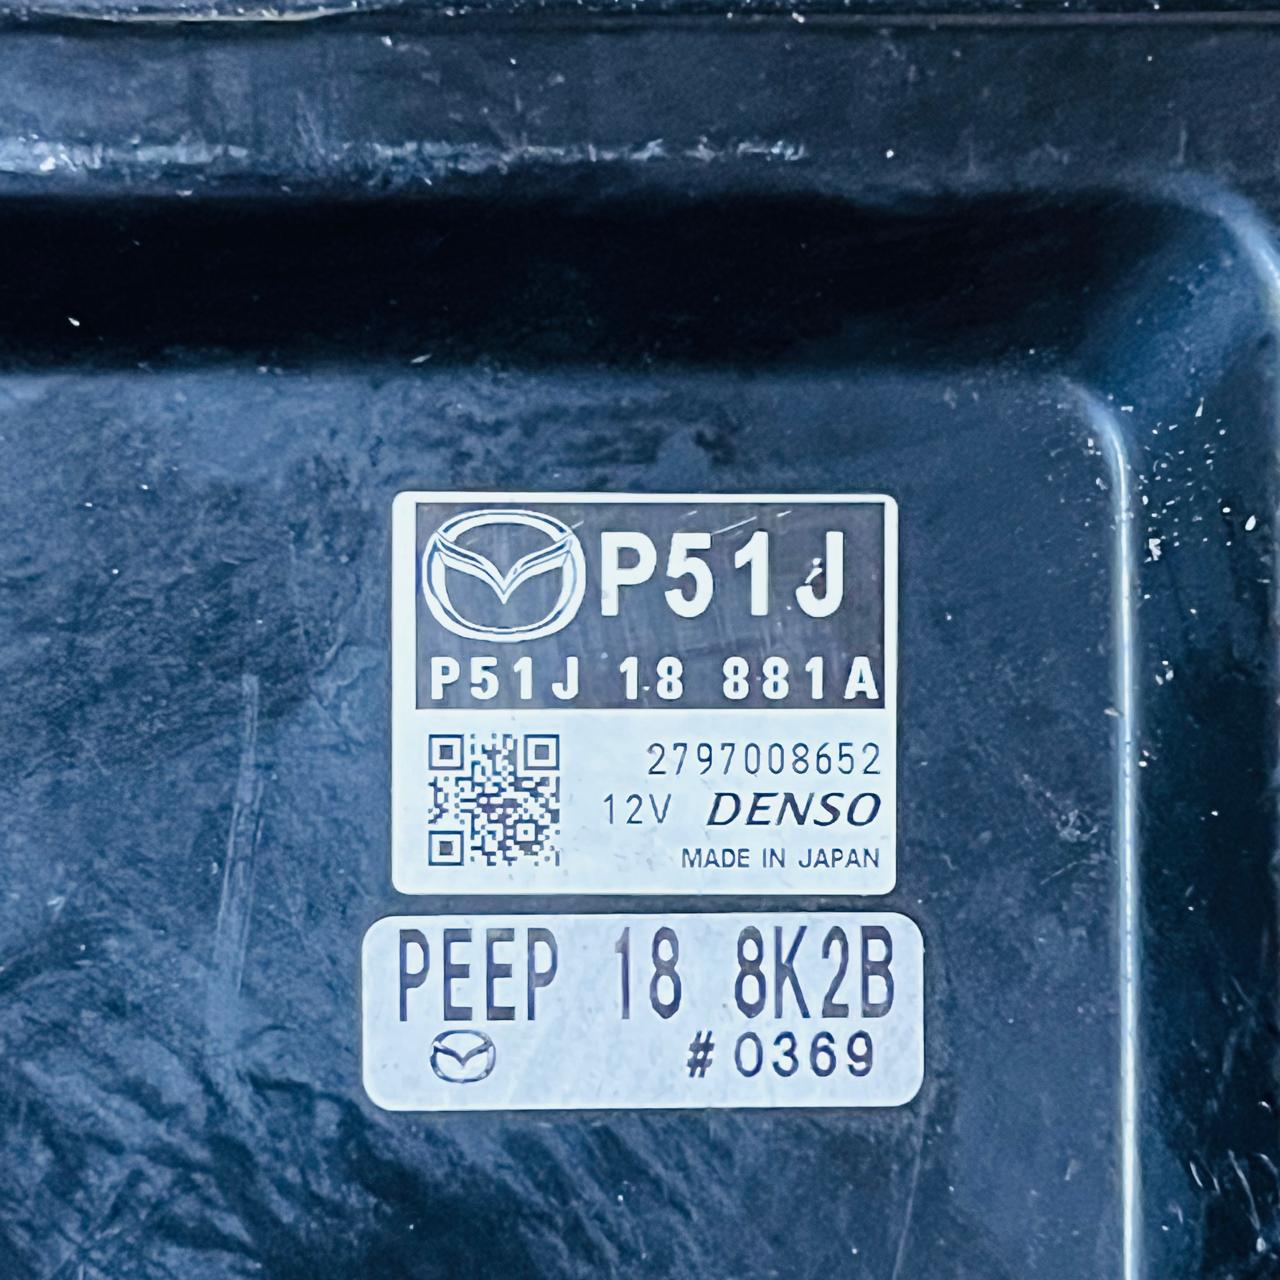 P51J
P51J 18 881A
2797008652
12V DENSO
MADE IN JAPAN
PEEP 18 8K2B
#0369